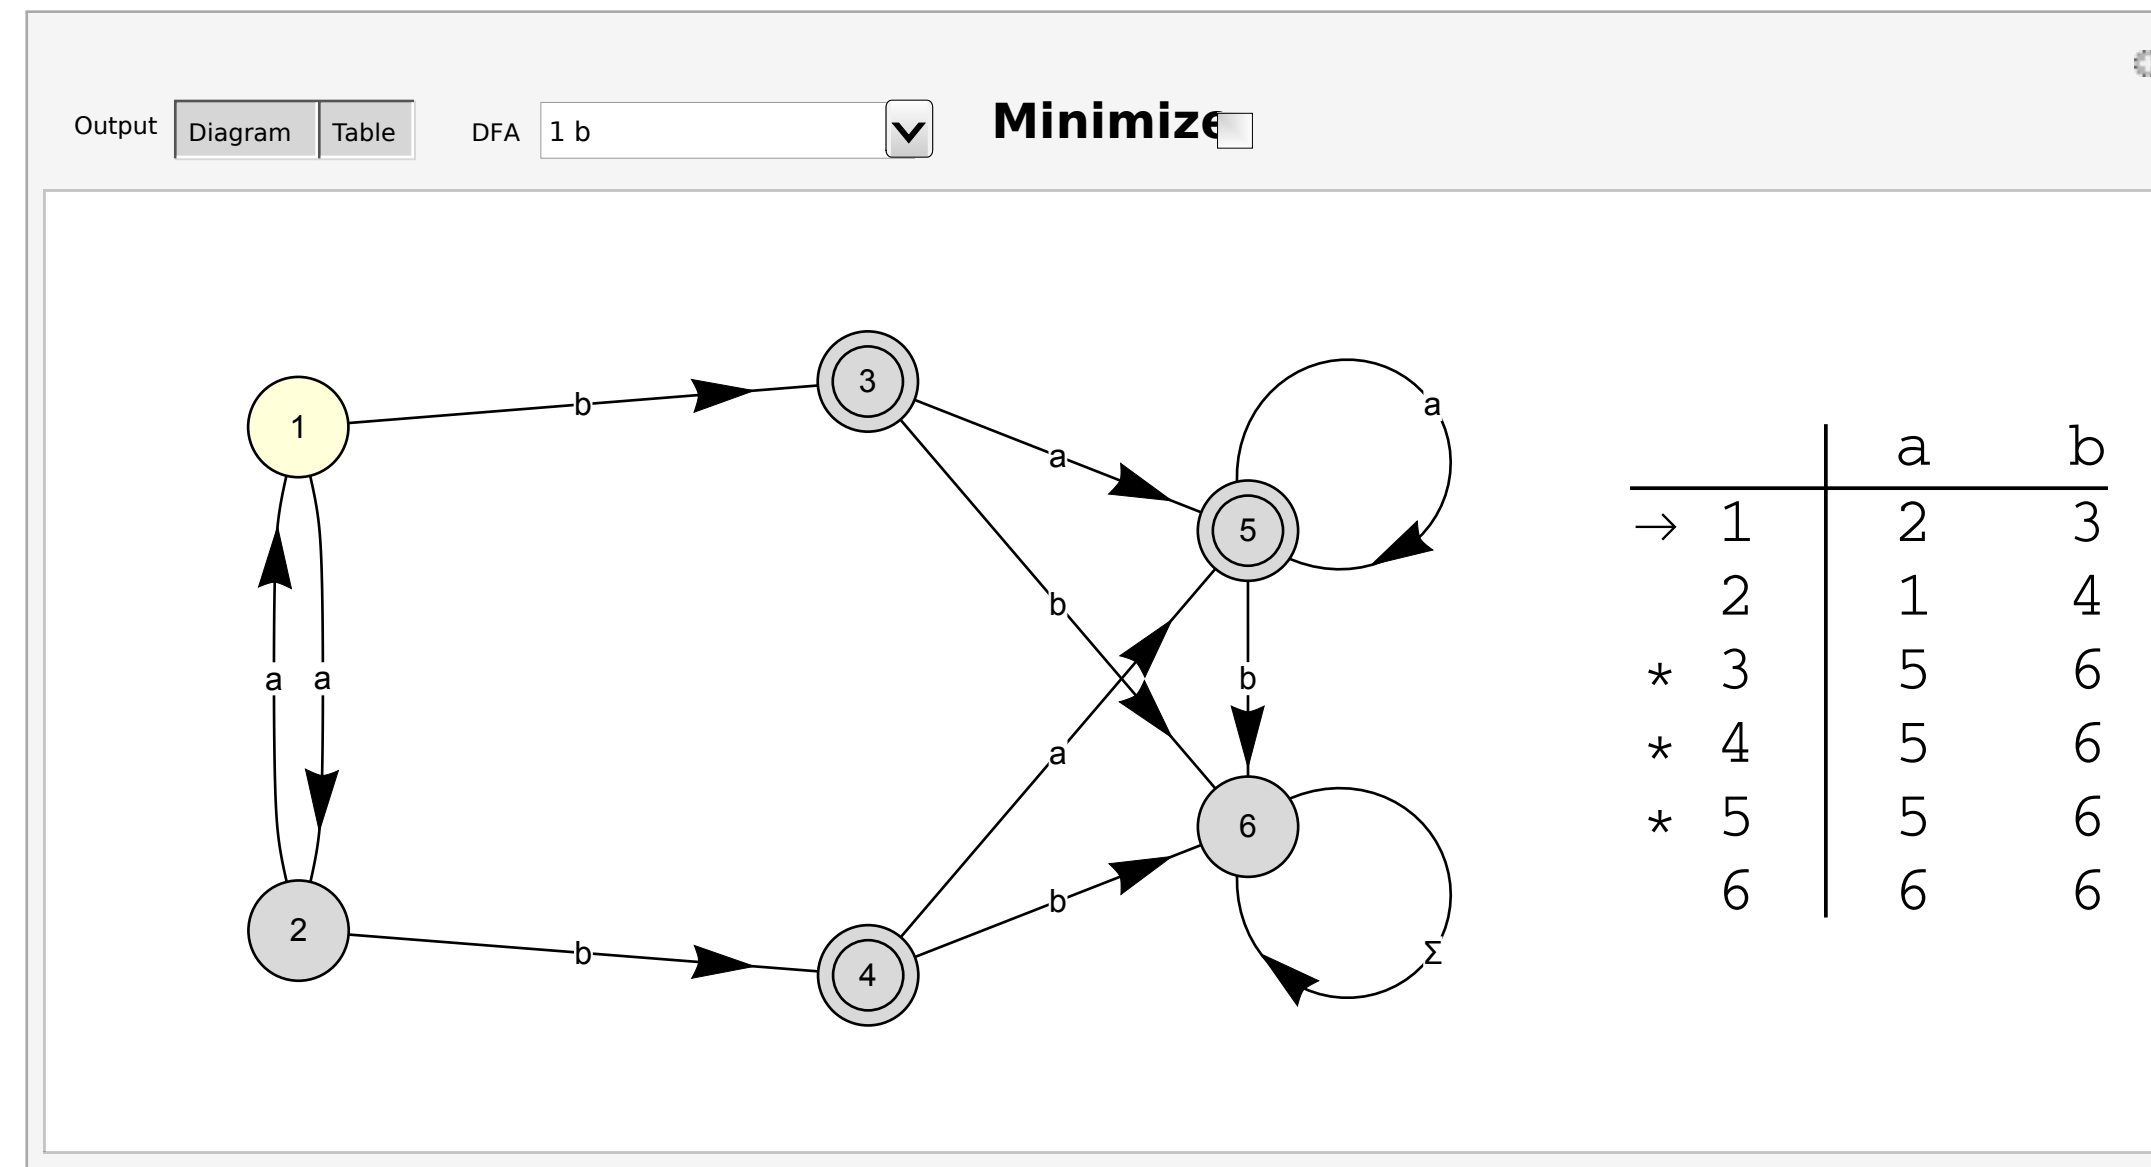 Output Diagram Table DFA 1 b Minimize
1
b
3
a
5
a
b
a
a
b
a
b
6
Σ
2
b
4
b
a b
→ 1 2 3
2 1 4
* 3 5 6
* 4 5 6
* 5 5 6
6 6 6